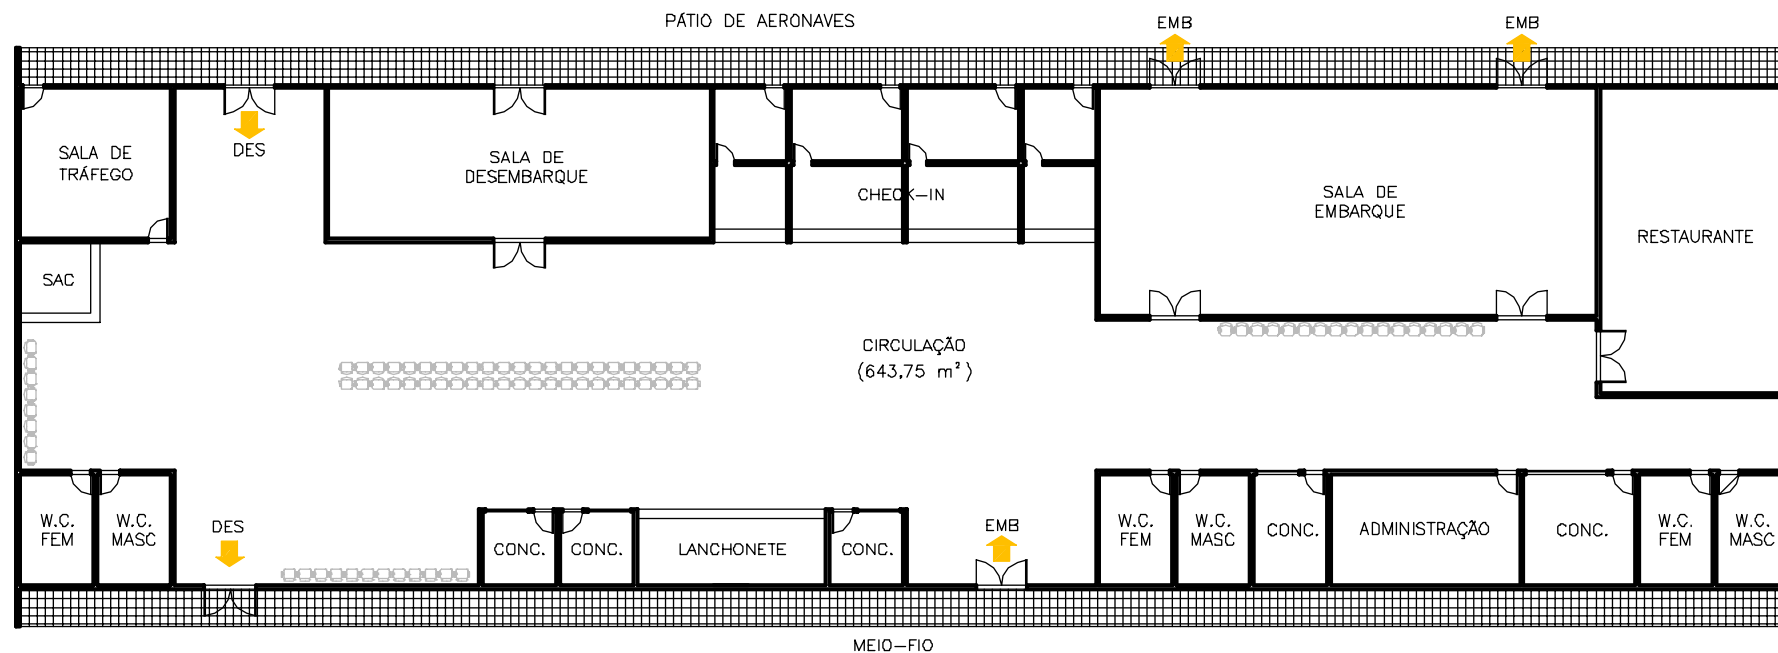 PÁTIO DE AERONAVES
EMB
EMB
SALA DE
TRÁFEGO
DES
SALA DE
DESEMBARQUE
CHECK-IN
SALA DE
EMBARQUE
RESTAURANTE
SAC
CIRCULAÇÃO
(643,75 m²)
W.C.
FEM
W.C.
MASC
DES
CONC.
CONC.
LANCHONETE
CONC.
EMB
W.C.
FEM
W.C.
MASC
CONC.
ADMINISTRAÇÃO
CONC.
W.C.
FEM
W.C.
MASC
MEIO-FIO